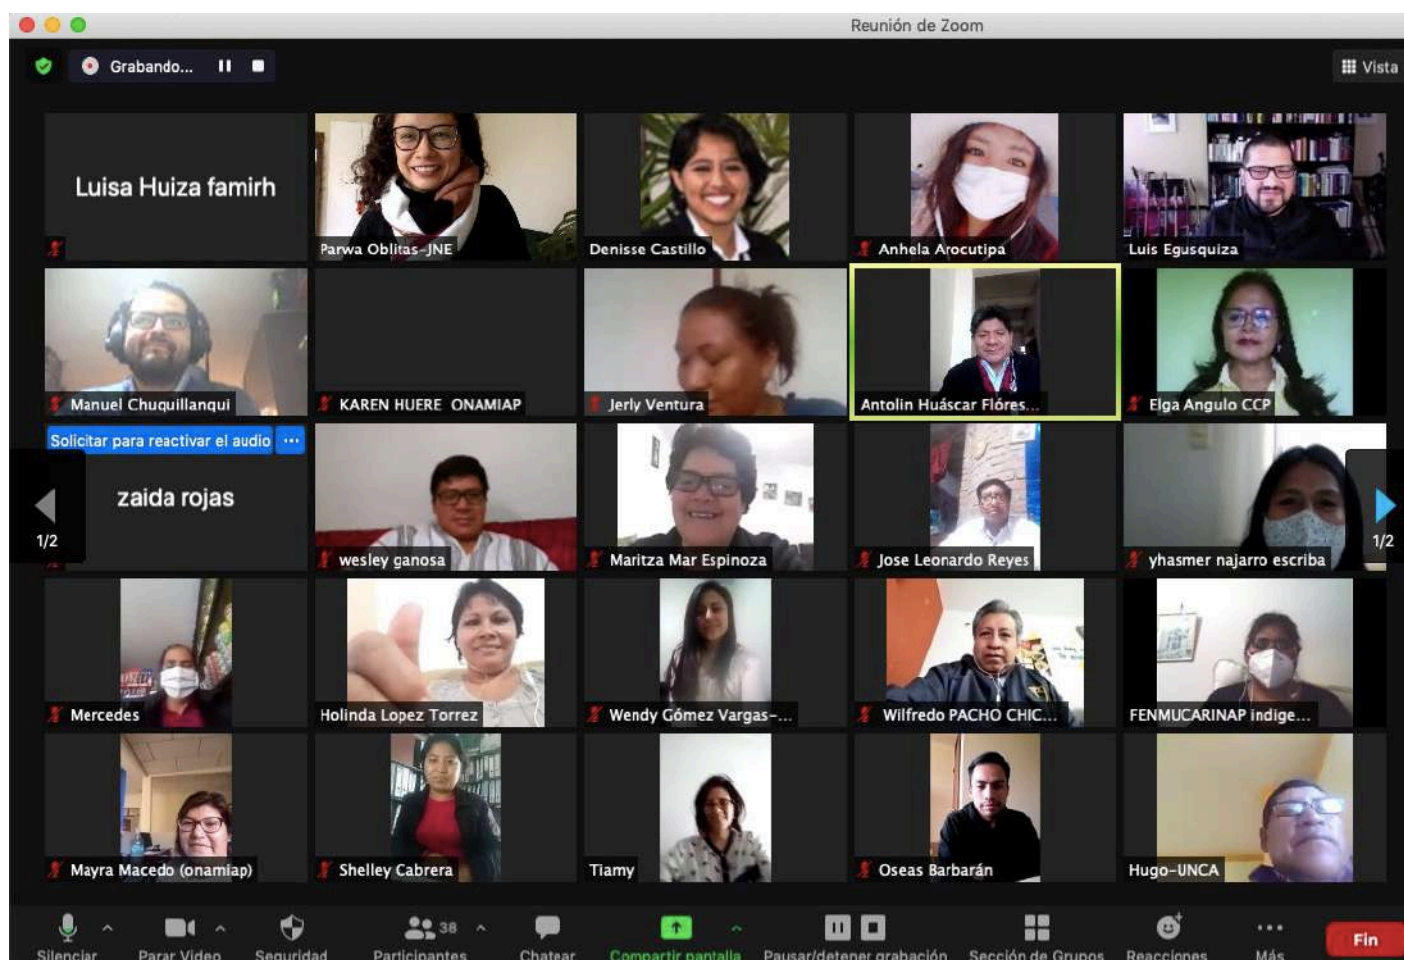 Reunión de Zoom
Grabando...
Vista
Luisa Huiza famirh
Parwa Oblitas-JNE
Denisse Castillo
Anhela Arocutipa
Luis Egusquiza
Manuel Chuquillanqui
KAREN HUERE ONAMIAP
Jerly Ventura
Antolin Huáscar Flóres...
Elga Angulo CCP
Solicitar para reactivar el audio ...
zaida rojas
1/2
wesley ganosa
Maritza Mar Espinoza
Jose Leonardo Reyes
yhasmer najarro escriba
1/2
Mercedes
Holinda Lopez Torrez
Wendy Gómez Vargas-...
Wilfredo PACHO CHIC...
FENMUCARINAP indige...
Mayra Macedo (onamiap)
Shelley Cabrera
Tiamy
Oseas Barbarán
Hugo-UNCA
38
Silenciar
Parar Video
Seguridad
Participantes
Chatear
Compartir pantalla
Pausar/detener grabación
Sección de Grupos
Reacciones
Más
Fin